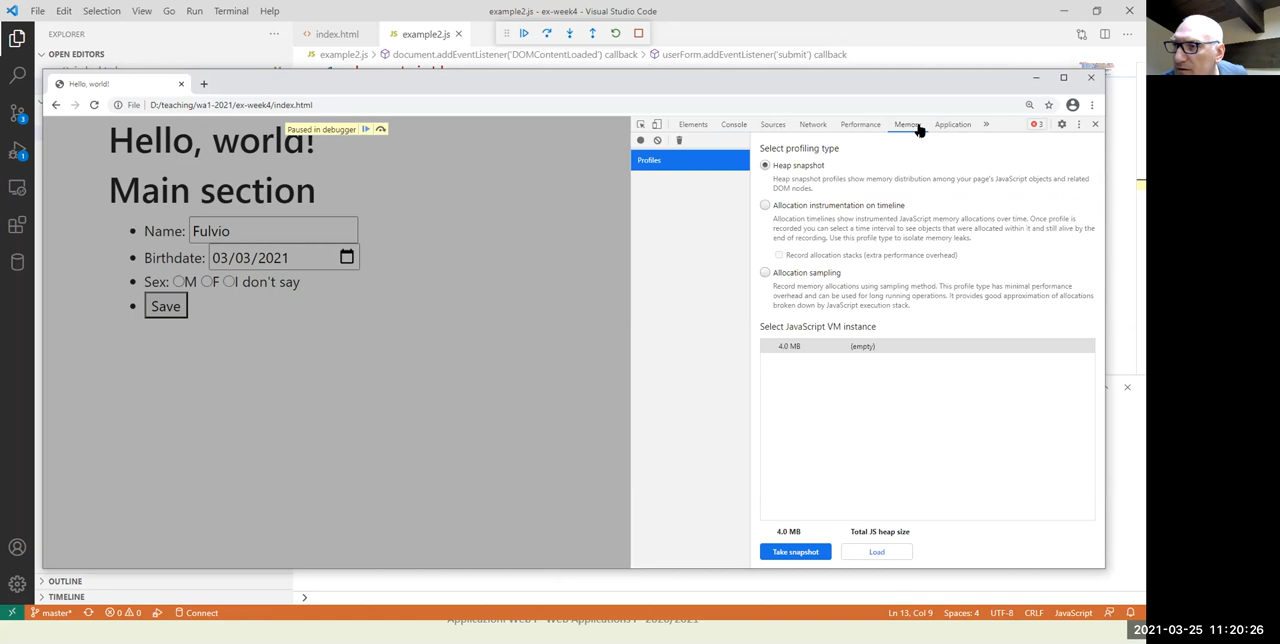 File Edit Selection View Go Run Terminal Help
example2.js - ex-week4 - Visual Studio Code
EXPLORER
index.html
example2.js
OPEN EDITORS
example2.js > document.addEventListener('DOMContentLoaded') callback > userForm.addEventListener('submit') callback
Hello, world!
File D:/teaching/wa1-2021/ex-week4/index.html
Paused in debugger
Elements Console Sources Network Performance Memory Application » 3
Hello, world!
Main section
Name: Fulvio
Birthdate: 03/03/2021
Sex: M F I don't say
Save
Profiles
Select profiling type
Heap snapshot
Heap snapshot profiles show memory distribution among your page's JavaScript objects and related
DOM nodes.
Allocation instrumentation on timeline
Allocation timelines show instrumented JavaScript memory allocations over time. Once profile is
recorded you can select a time interval to see objects that were allocated within it and still alive by the
end of recording. Use this profile type to isolate memory leaks.
Record allocation stacks (extra performance overhead)
Allocation sampling
Record memory allocations using sampling method. This profile type has minimal performance
overhead and can be used for long running operations. It provides good approximation of allocations
broken down by JavaScript execution stack.
Select JavaScript VM instance
4.0 MB (empty)
4.0 MB Total JS heap size
Take snapshot Load
3
1
OUTLINE
TIMELINE
master* 0 0 Connect
Ln 13, Col 9 Spaces: 4 UTF-8 CRLF JavaScript
Applicazioni Web I - Web Applications I - 2020/2021
2021-03-25 11:20:26